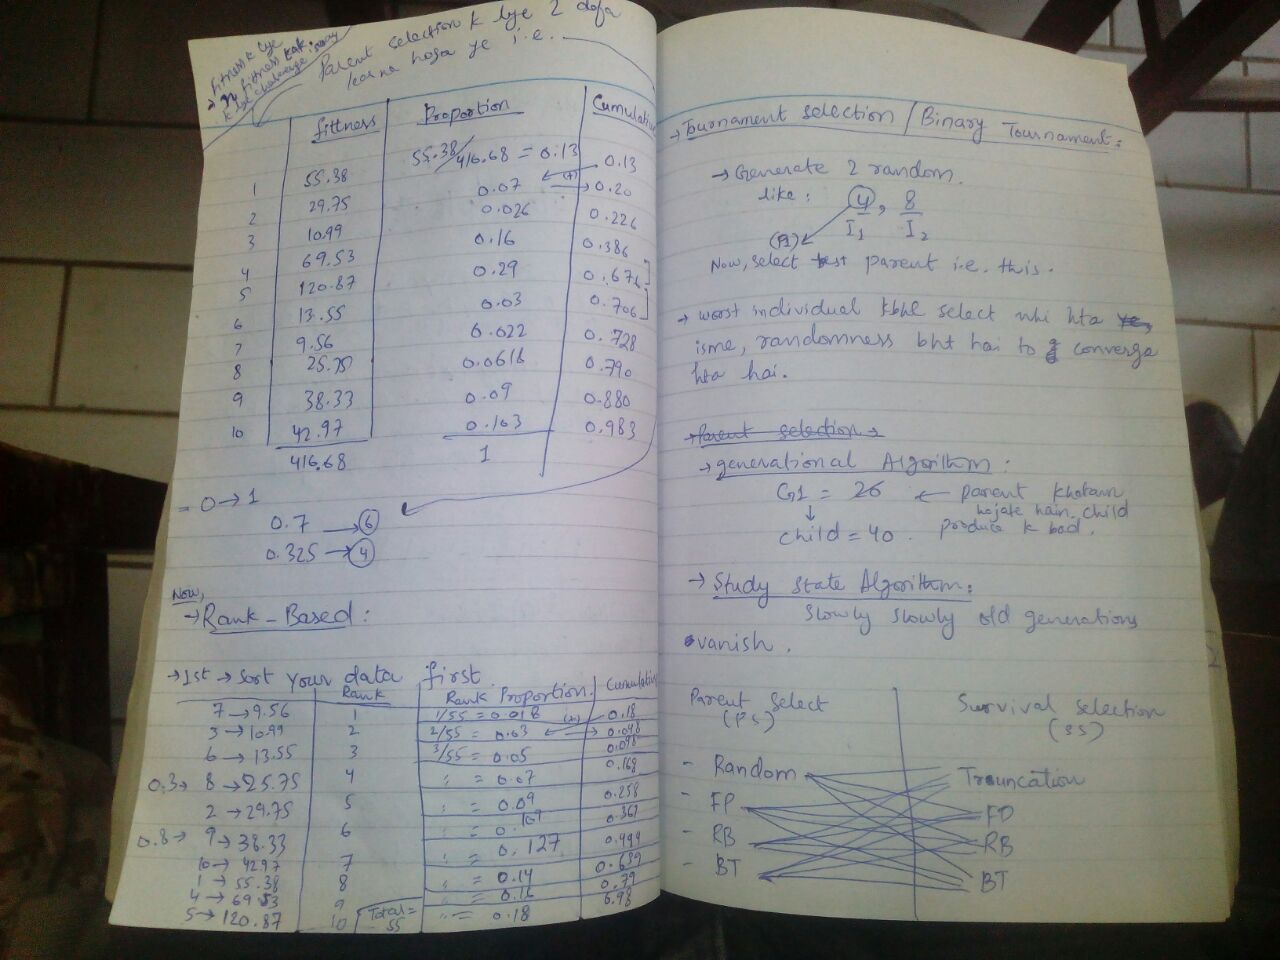 fitness k lye
fitness
Parent selection k lye 2 dafa
karna hoga ye i.e.
fittness Proportion Cumulative
1 55.38 55.38/416.68 = 0.13 0.13
2 29.75 0.07 (+) 0.20
3 10.99 0.026 0.226
4 69.53 0.16 0.386
5 120.87 0.29 0.676
6 13.55 0.03 0.706
7 9.56 0.022 0.728
8 25.75 0.0618 0.790
9 38.33 0.09 0.880
10 42.97 0.103 0.983
416.68 1
= 0 → 1
0.7 → 6
0.325 → 4
Now,
→ Rank-Based:
→ 1st → Sort your data first.
Rank Rank Proportion. Cumulative
7 → 9.56 1 1/55 = 0.018 0.18
3 → 10.99 2 2/55 = 0.03 (+) 0.048
6 → 13.55 3 3/55 = 0.05 0.098
0.3 → 8 → 25.75 4 " = 0.07 0.168
2 → 29.75 5 " = 0.09 0.258
0.8 → 9 → 38.33 6 " = 0.109 0.367
10 → 42.97 7 " = 0.127 0.494
1 → 55.38 8 " = 0.14
4 → 69.53 9 " = 0.16 0.79
5 → 120.87 10 Total = 55 " = 0.18 0.98
→ Tournament selection / Binary Tournament:
→ Generate 2 random.
like: 4, 8
I1 I2
(P1)
Now, select best parent i.e. this.
→ worst individual kbhi select nhi hta
isme, randomness bht hai to converge
hta hai.
→ Parent selection →
→ generational Algorithm:
G1 = 26 ← parent khatam
hojate hain. child
↓
child = 40. produce k bad.
→ Study state Algorithm:
Slowly slowly old generations
vanish.
Parent Select Survival Selection
(PS) (SS)
- Random Trouncation
- FP FP
- RB RB
- BT BT